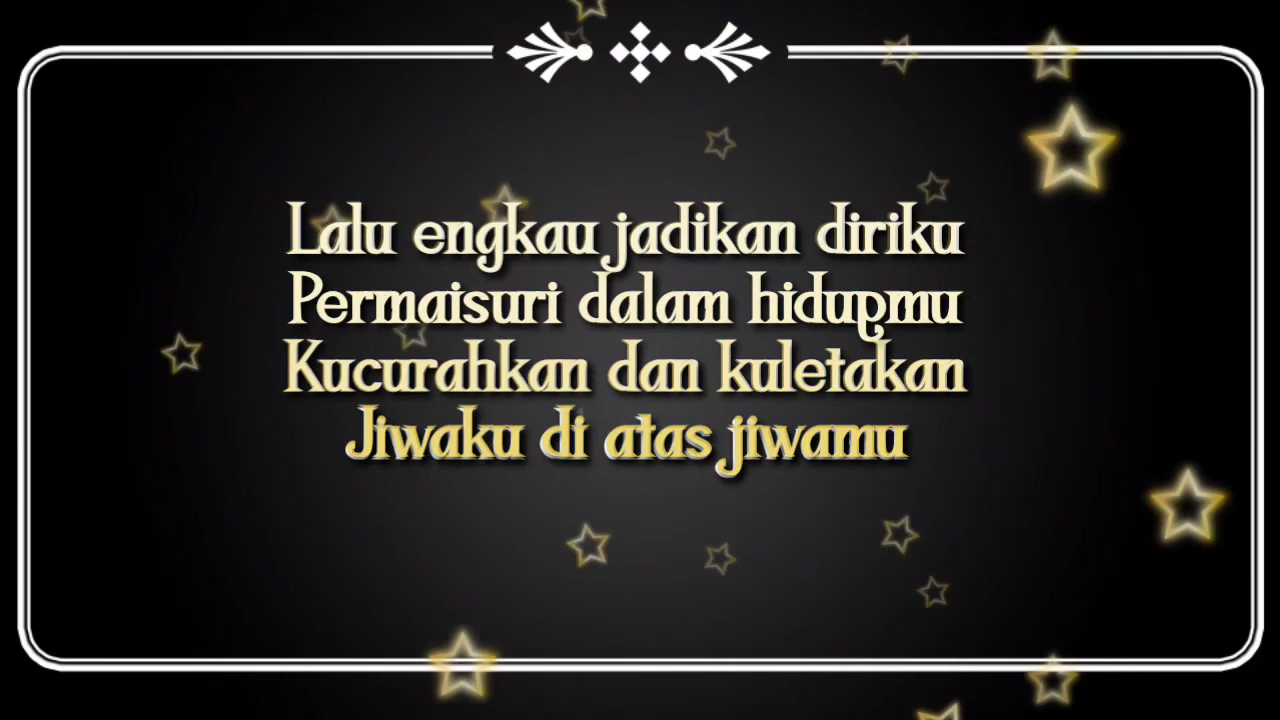 Lalu engkau jadikan diriku
Permaisuri dalam hidupmu
Kucurahkan dan kuletakan
Jiwaku di atas jiwamu